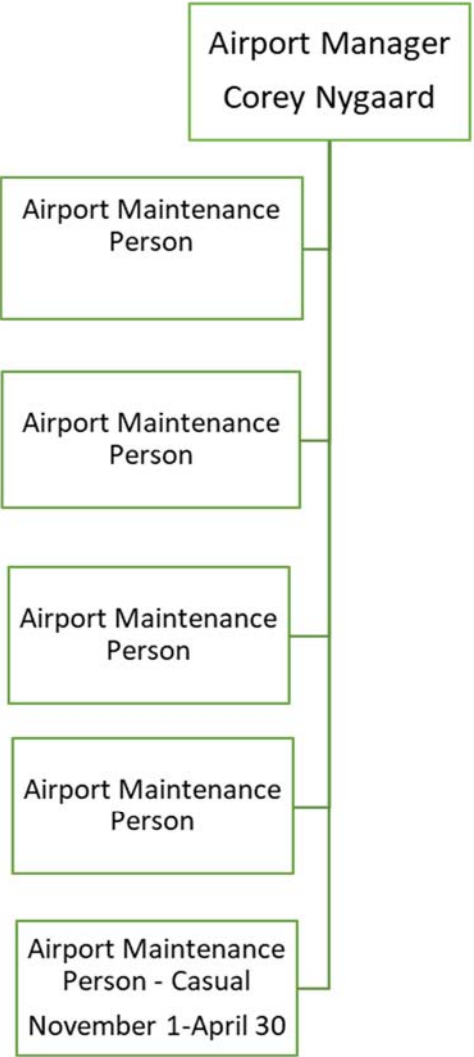 Airport Manager
Corey Nygaard
Airport Maintenance
Person
Airport Maintenance
Person
Airport Maintenance
Person
Airport Maintenance
Person
Airport Maintenance
Person - Casual
November 1-April 30